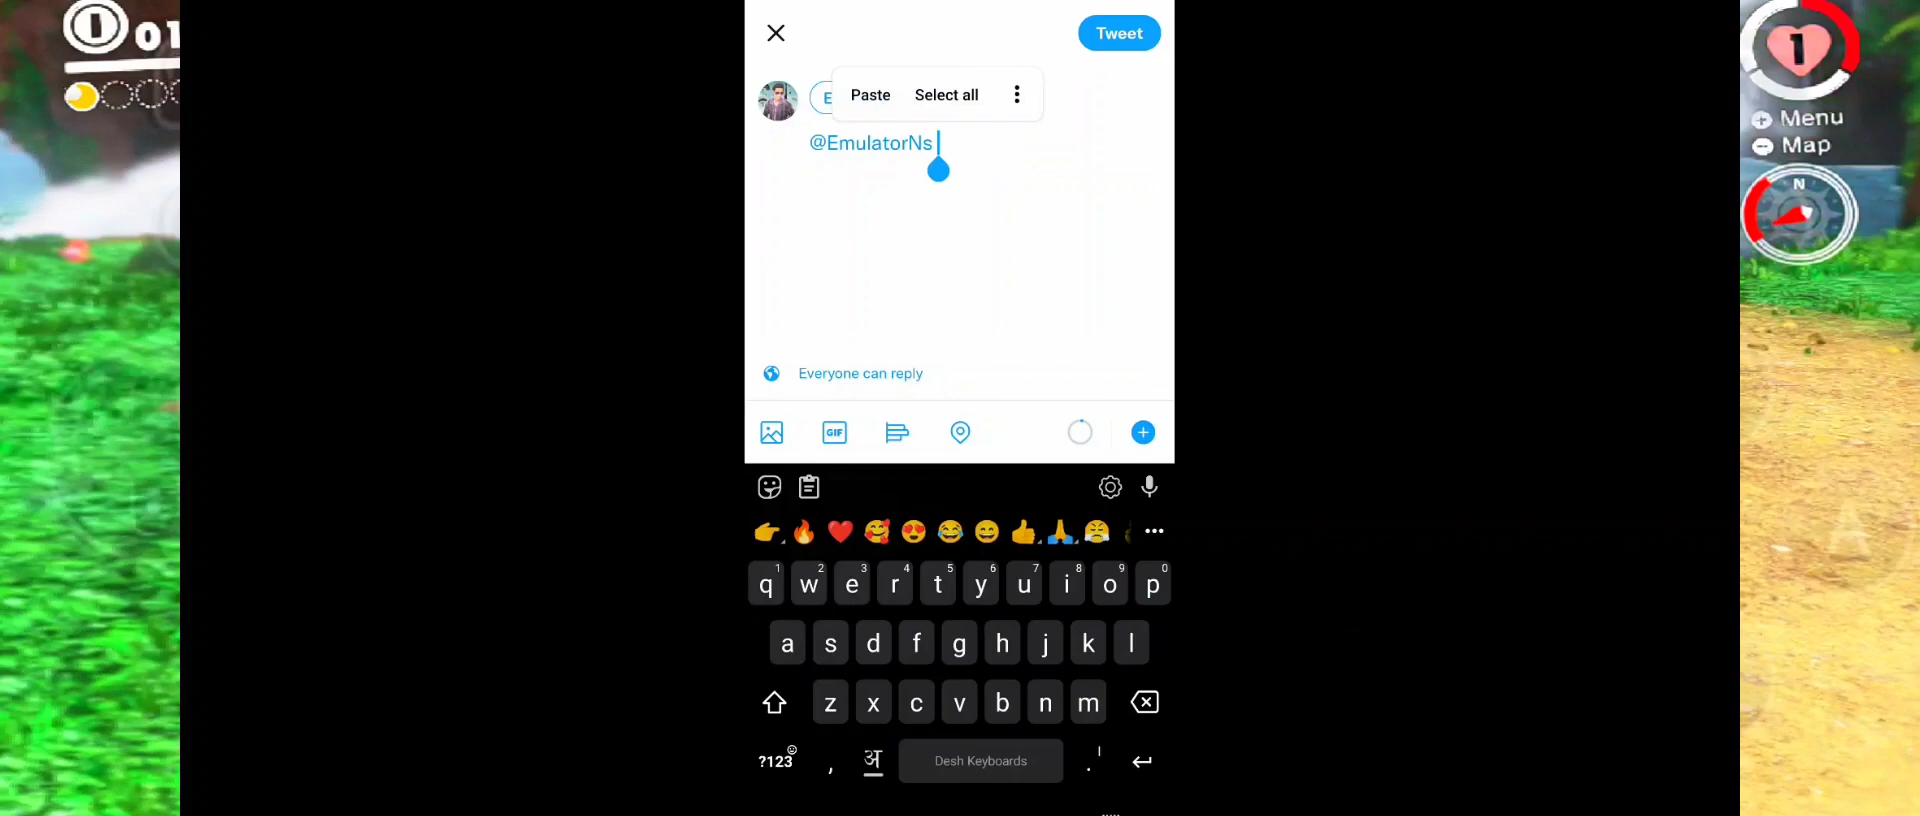 01
Tweet
E
Paste Select all
@EmulatorNs
Everyone can reply
GIF
1
Menu
Map
N
1 2 3 4 5 6 7 8 9 0
q w e r t y u i o p
a s d f g h j k l
z x c v b n m
?123 , अ Desh Keyboards .